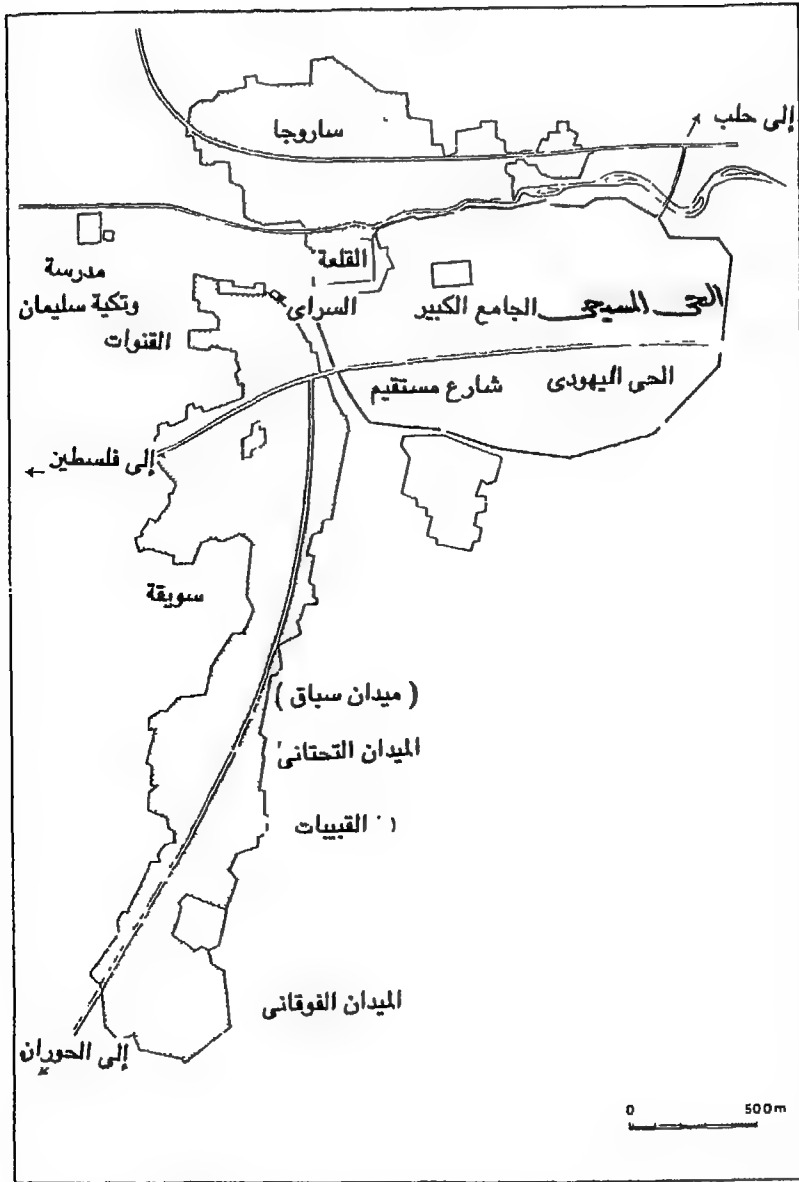 إلى حلب
ساروجا
القلعة
مدرسة
وتكية سليمان
الحى المسيحى
الجامع الكبير
السراى
القنوات
الحى اليهودى
شارع مستقيم
إلى فلسطين
سويقة
( ميدان سباق )
الميدان التحتانى
القبيبات
الميدان الفوقانى
إلى الحوران
0 500m